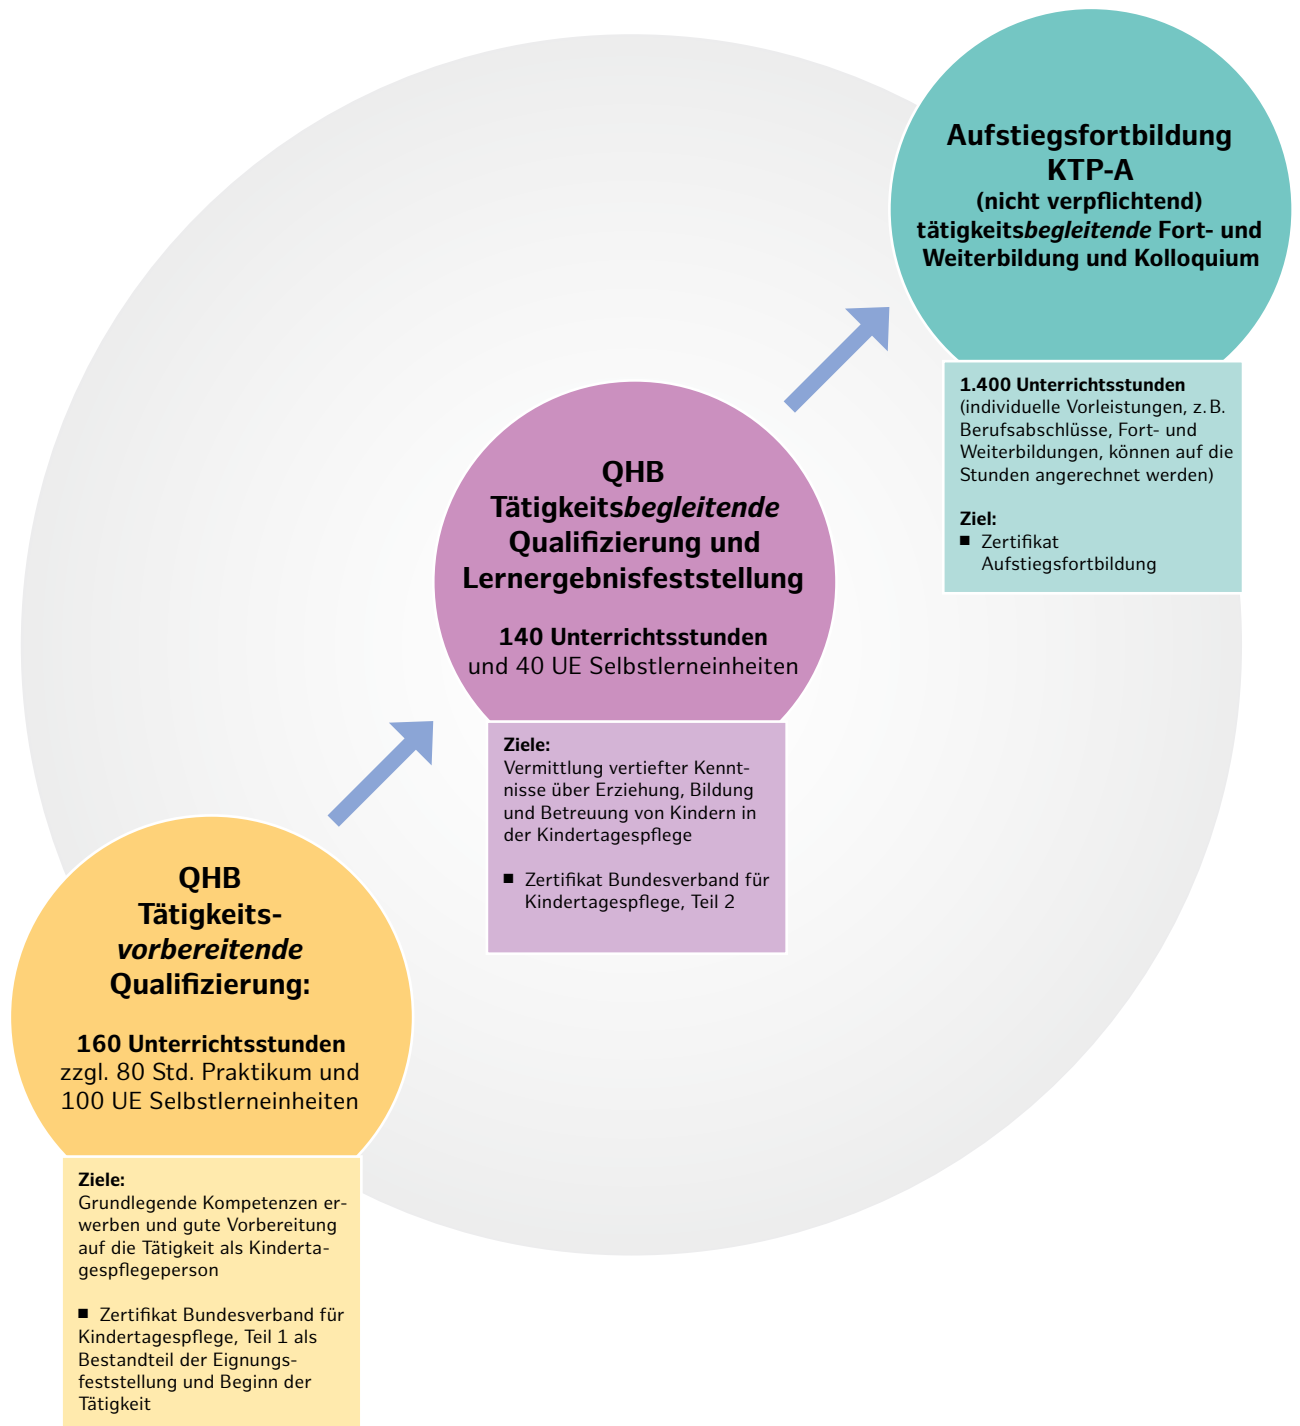 Aufstiegsfortbildung
KTP-A
(nicht verpflichtend)
tätigkeitsbegleitende Fort- und
Weiterbildung und Kolloquium
1.400 Unterrichtsstunden
(individuelle Vorleistungen, z. B.
Berufsabschlüsse, Fort- und
Weiterbildungen, können auf die
Stunden angerechnet werden)
Ziel:
■ Zertifikat
Aufstiegsfortbildung
QHB
Tätigkeitsbegleitende
Qualifizierung und
Lernergebnisfeststellung
140 Unterrichtsstunden
und 40 UE Selbstlerneinheiten
Ziele:
Vermittlung vertiefter Kennt-
nisse über Erziehung, Bildung
und Betreuung von Kindern in
der Kindertagespflege
■ Zertifikat Bundesverband für
Kindertagespflege, Teil 2
QHB
Tätigkeits-
vorbereitende
Qualifizierung:
160 Unterrichtsstunden
zzgl. 80 Std. Praktikum und
100 UE Selbstlerneinheiten
Ziele:
Grundlegende Kompetenzen er-
werben und gute Vorbereitung
auf die Tätigkeit als Kinderta-
gespflegeperson
■ Zertifikat Bundesverband für
Kindertagespflege, Teil 1 als
Bestandteil der Eignungs-
feststellung und Beginn der
Tätigkeit